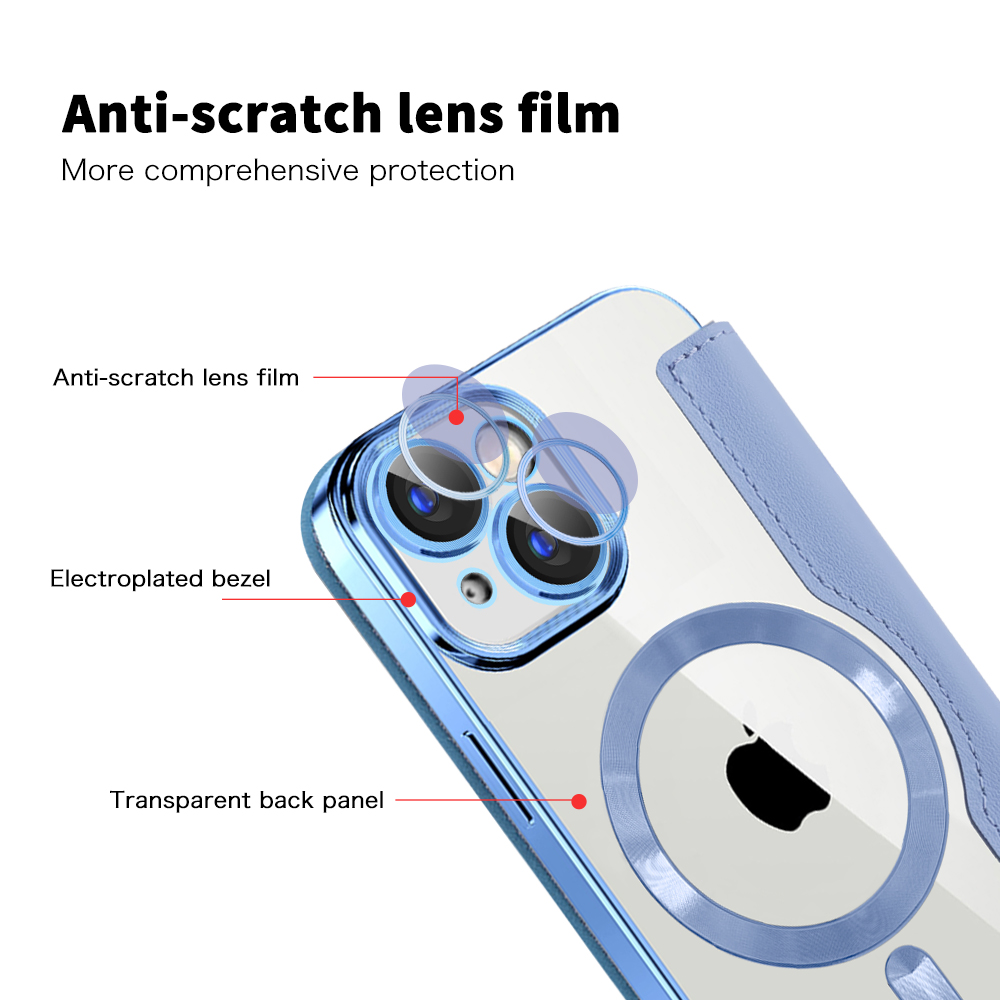 Anti-scratch lens film
More comprehensive protection
Anti-scratch lens film
Electroplated bezel
Transparent back panel